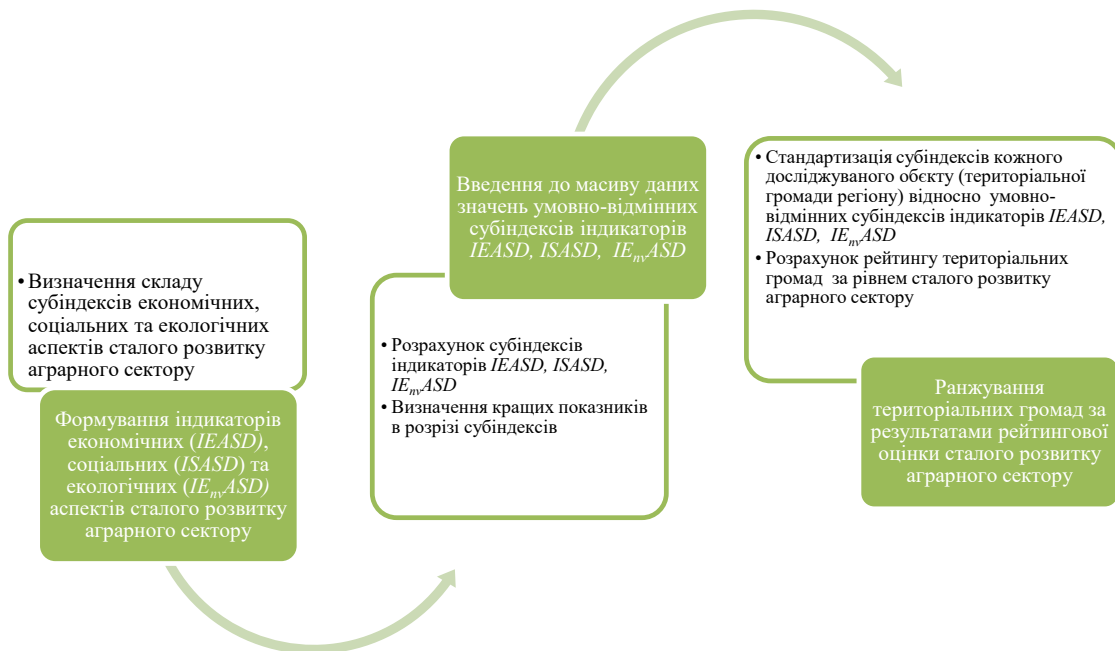 • Визначення складу
субіндексів економічних,
соціальних та екологічних
аспектів сталого розвитку
аграрного сектору
Формування індикаторів
економічних (IEASD),
соціальних (ISASD) та
екологічних (IEnvASD)
аспектів сталого розвитку
аграрного сектору
Введення до масиву даних
значень умовно-відмінних
субіндексів індикаторів
IEASD, ISASD, IEnvASD
• Розрахунок субіндексів
індикаторів IEASD, ISASD,
IEnvASD
• Визначення кращих показників
в розрізі субіндексів
• Стандартизація субіндексів кожного
досліджуваного обєкту (територіальної
громади регіону) відносно умовно-
відмінних субіндексів індикаторів IEASD,
ISASD, IEnvASD
• Розрахунок рейтингу територіальних
громад за рівнем сталого розвитку
аграрного сектору
Ранжування
територіальних громад за
результатами рейтингової
оцінки сталого розвитку
аграрного сектору